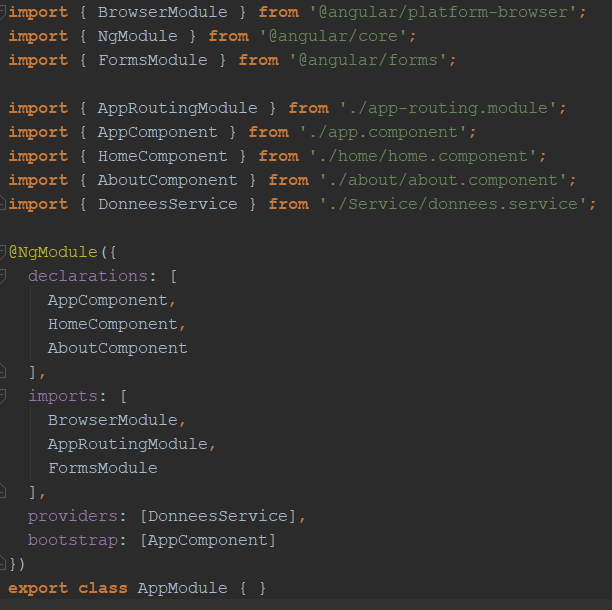 import { BrowserModule } from '@angular/platform-browser';
import { NgModule } from '@angular/core';
import { FormsModule } from '@angular/forms';
import { AppRoutingModule } from './app-routing.module';
import { AppComponent } from './app.component';
import { HomeComponent } from './home/home.component';
import { AboutComponent } from './about/about.component';
import { DonneesService } from './Service/donnees.service';
@NgModule({
declarations: [
AppComponent,
HomeComponent,
AboutComponent
],
imports: [
BrowserModule,
AppRoutingModule,
FormsModule
],
providers: [DonneesService],
bootstrap: [AppComponent]
})
export class AppModule { }